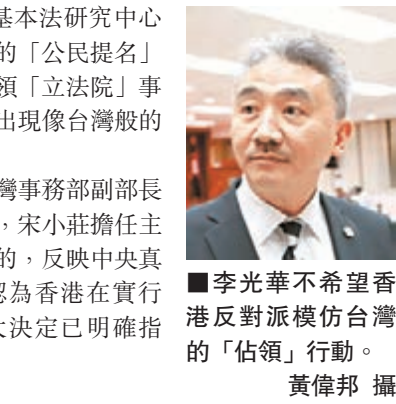 基本法研究中心
的「公民提名」
領「立法院」事
出現像台灣般的
灣事務部副部長
，宋小莊擔任主
的，反映中央真
認為香港在實行
大決定已明確指
■李光華不希望香
港反對派模仿台灣
的「佔領」行動。
黃偉邦 攝